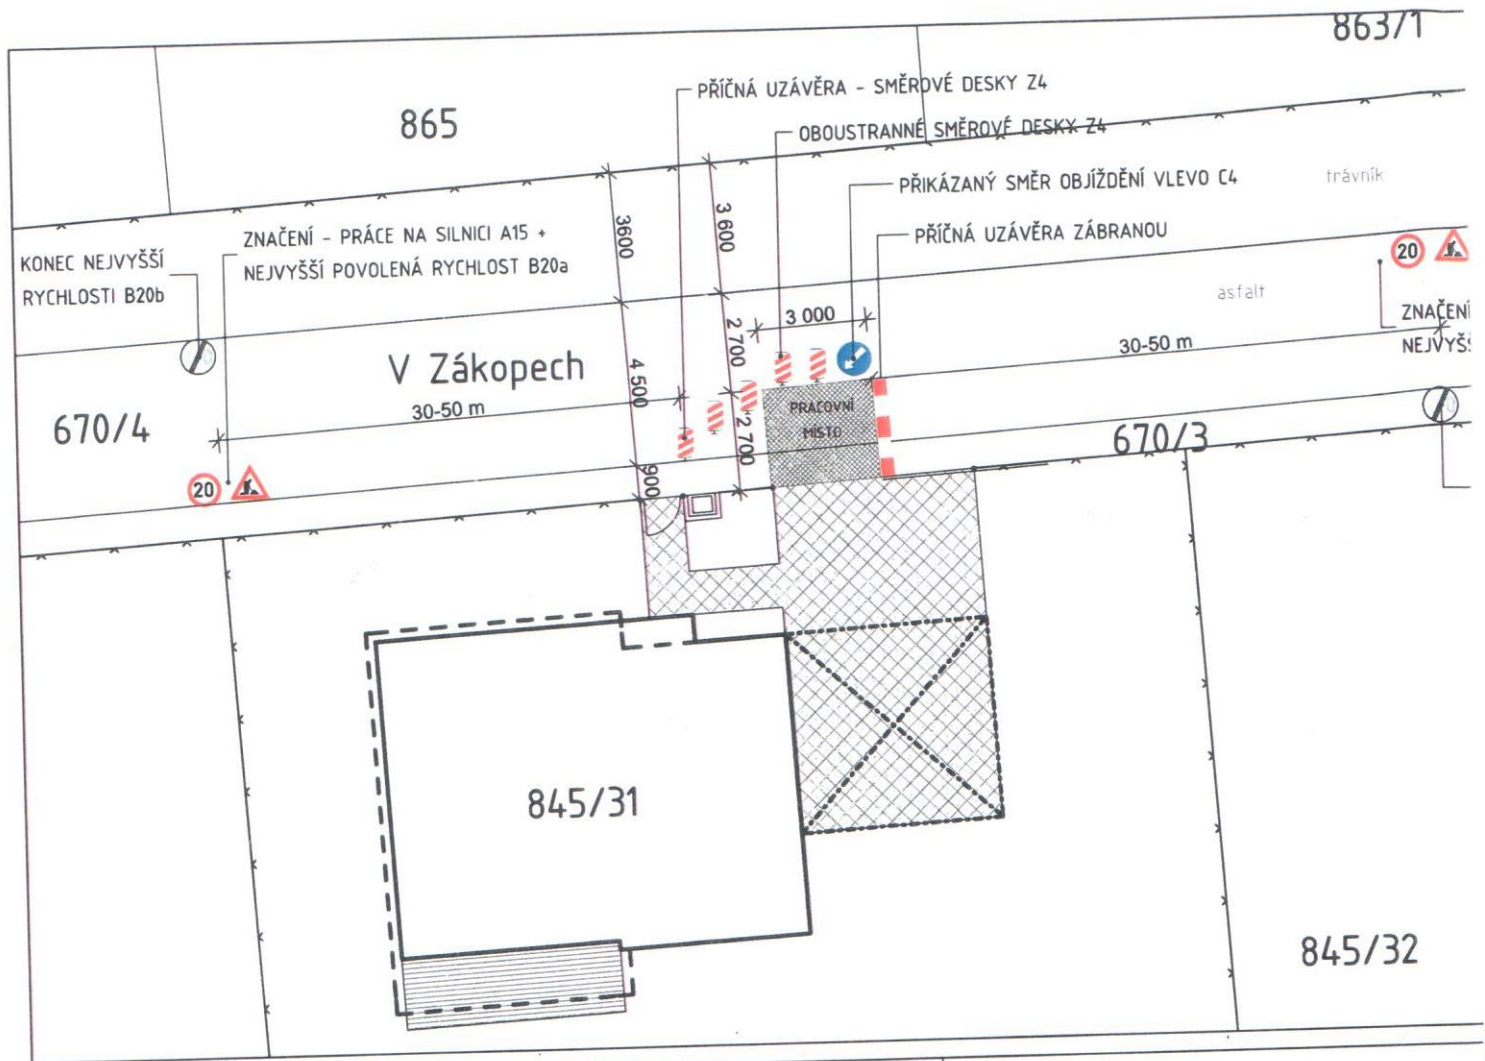 863/1
865
PŘÍČNÁ UZÁVĚRA - SMĚROVÉ DESKY Z4
OBOUSTRANNÉ SMĚROVÉ DESKY Z4
PŘIKÁZANÝ SMĚR OBJÍŽDĚNÍ VLEVO C4
trávník
PŘÍČNÁ UZÁVĚRA ZÁBRANOU
ZNAČENÍ - PRÁCE NA SILNICI A15 +
NEJVYŠŠÍ POVOLENÁ RYCHLOST B20a
KONEC NEJVYŠŠÍ
RYCHLOSTI B20b
3600
3 600
20
asfalt
ZNAČENÍ
NEJVYŠ
3 000
2 700
30-50 m
V Zákopech
4 500
30-50 m
670/4
PRACOVNÍ
MÍSTO
2 700
670/3
900
20
845/31
845/32